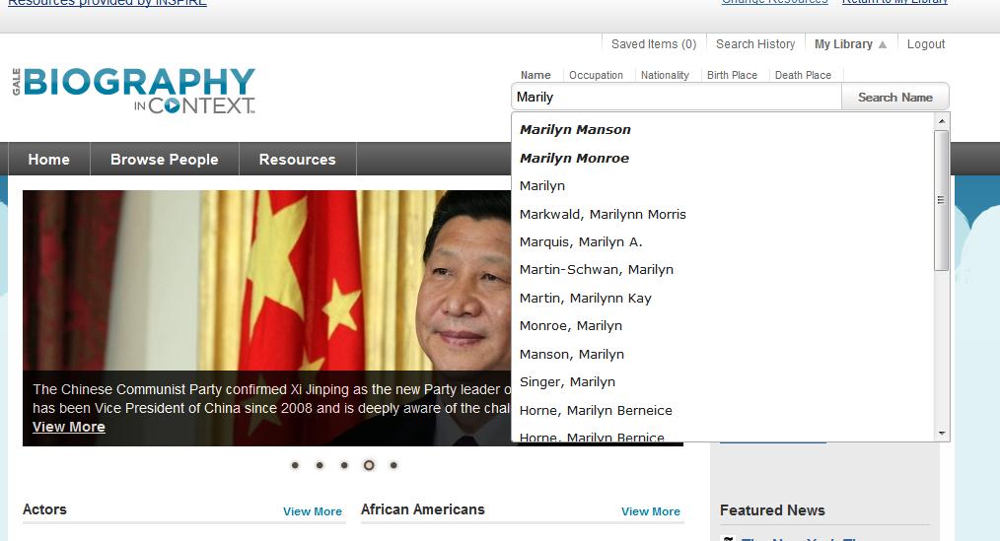 Resources provided by INSPIRE
Change Resources Return to My Library
Saved Items (0) Search History My Library Logout
GALE
BIOGRAPHY
IN CONTEXT™
Name Occupation Nationality Birth Place Death Place
Marily
Search Name
Marilyn Manson
Marilyn Monroe
Marilyn
Markwald, Marilynn Morris
Marquis, Marilyn A.
Martin-Schwan, Marilyn
Martin, Marilynn Kay
Monroe, Marilyn
Manson, Marilyn
Singer, Marilyn
Horne, Marilyn Berneice
Horne, Marilyn Bernice
Home Browse People Resources
The Chinese Communist Party confirmed Xi Jinping as the new Party leader
has been Vice President of China since 2008 and is deeply aware of the
View More
Actors View More
African Americans View More
Featured News
The New York